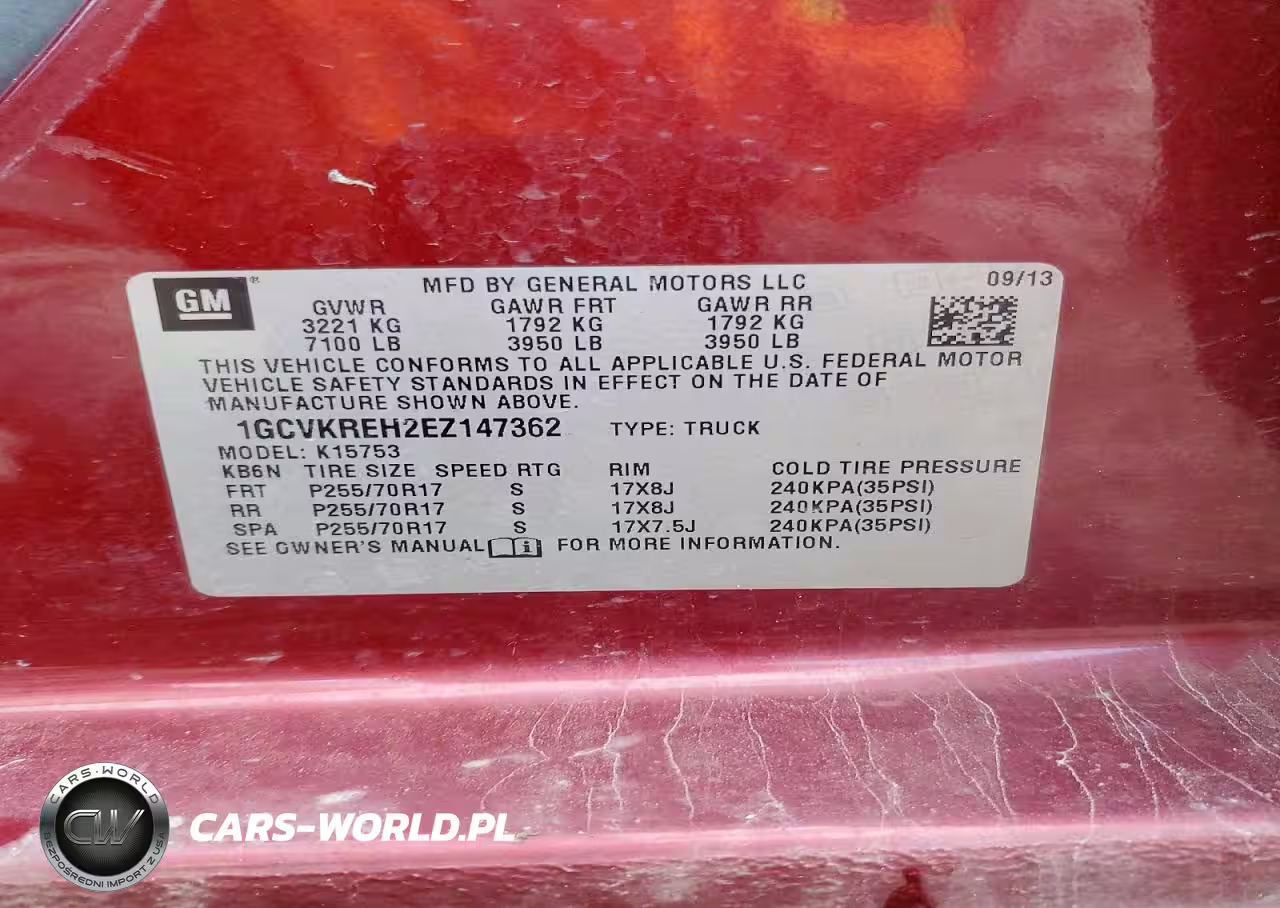 GM ®
MFD BY GENERAL MOTORS LLC 09/13
GVWR GAWR FRT GAWR RR
3221 KG 1792 KG 1792 KG
7100 LB 3950 LB 3950 LB
THIS VEHICLE CONFORMS TO ALL APPLICABLE U.S. FEDERAL MOTOR
VEHICLE SAFETY STANDARDS IN EFFECT ON THE DATE OF
MANUFACTURE SHOWN ABOVE.
1GCVKREH2EZ147362 TYPE: TRUCK
MODEL: K15753
KB6N TIRE SIZE SPEED RTG RIM COLD TIRE PRESSURE
FRT P255/70R17 S 17X8J 240KPA(35PSI)
RR P255/70R17 S 17X8J 240KPA(35PSI)
SPA P255/70R17 S 17X7.5J 240KPA(35PSI)
SEE OWNER'S MANUAL FOR MORE INFORMATION.
CARS-WORLD
CW
BEZPOŚREDNI IMPORT Z USA
CARS-WORLD.PL